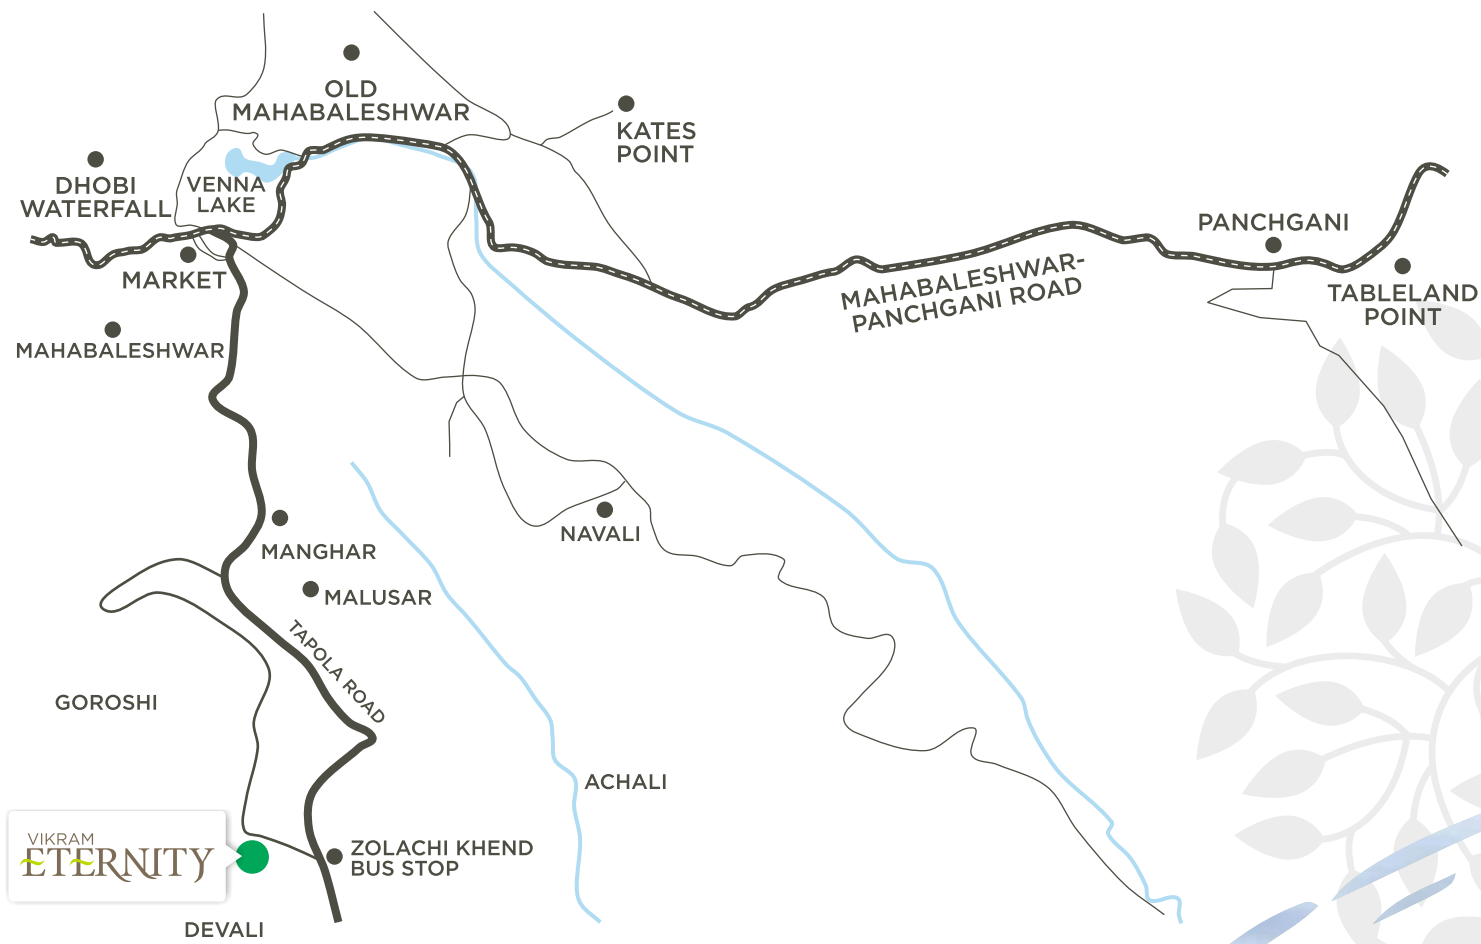 OLD
MAHABALESHWAR
KATES
POINT
DHOBI
WATERFALL
VENNA
LAKE
PANCHGANI
MARKET
MAHABALESHWAR-
PANCHGANI ROAD
TABLELAND
POINT
MAHABALESHWAR
NAVALI
MANGHAR
MALUSAR
TAPOLA ROAD
GOROSHI
ACHALI
VIKRAM
ETERNITY
ZOLACHI KHEND
BUS STOP
DEVALI